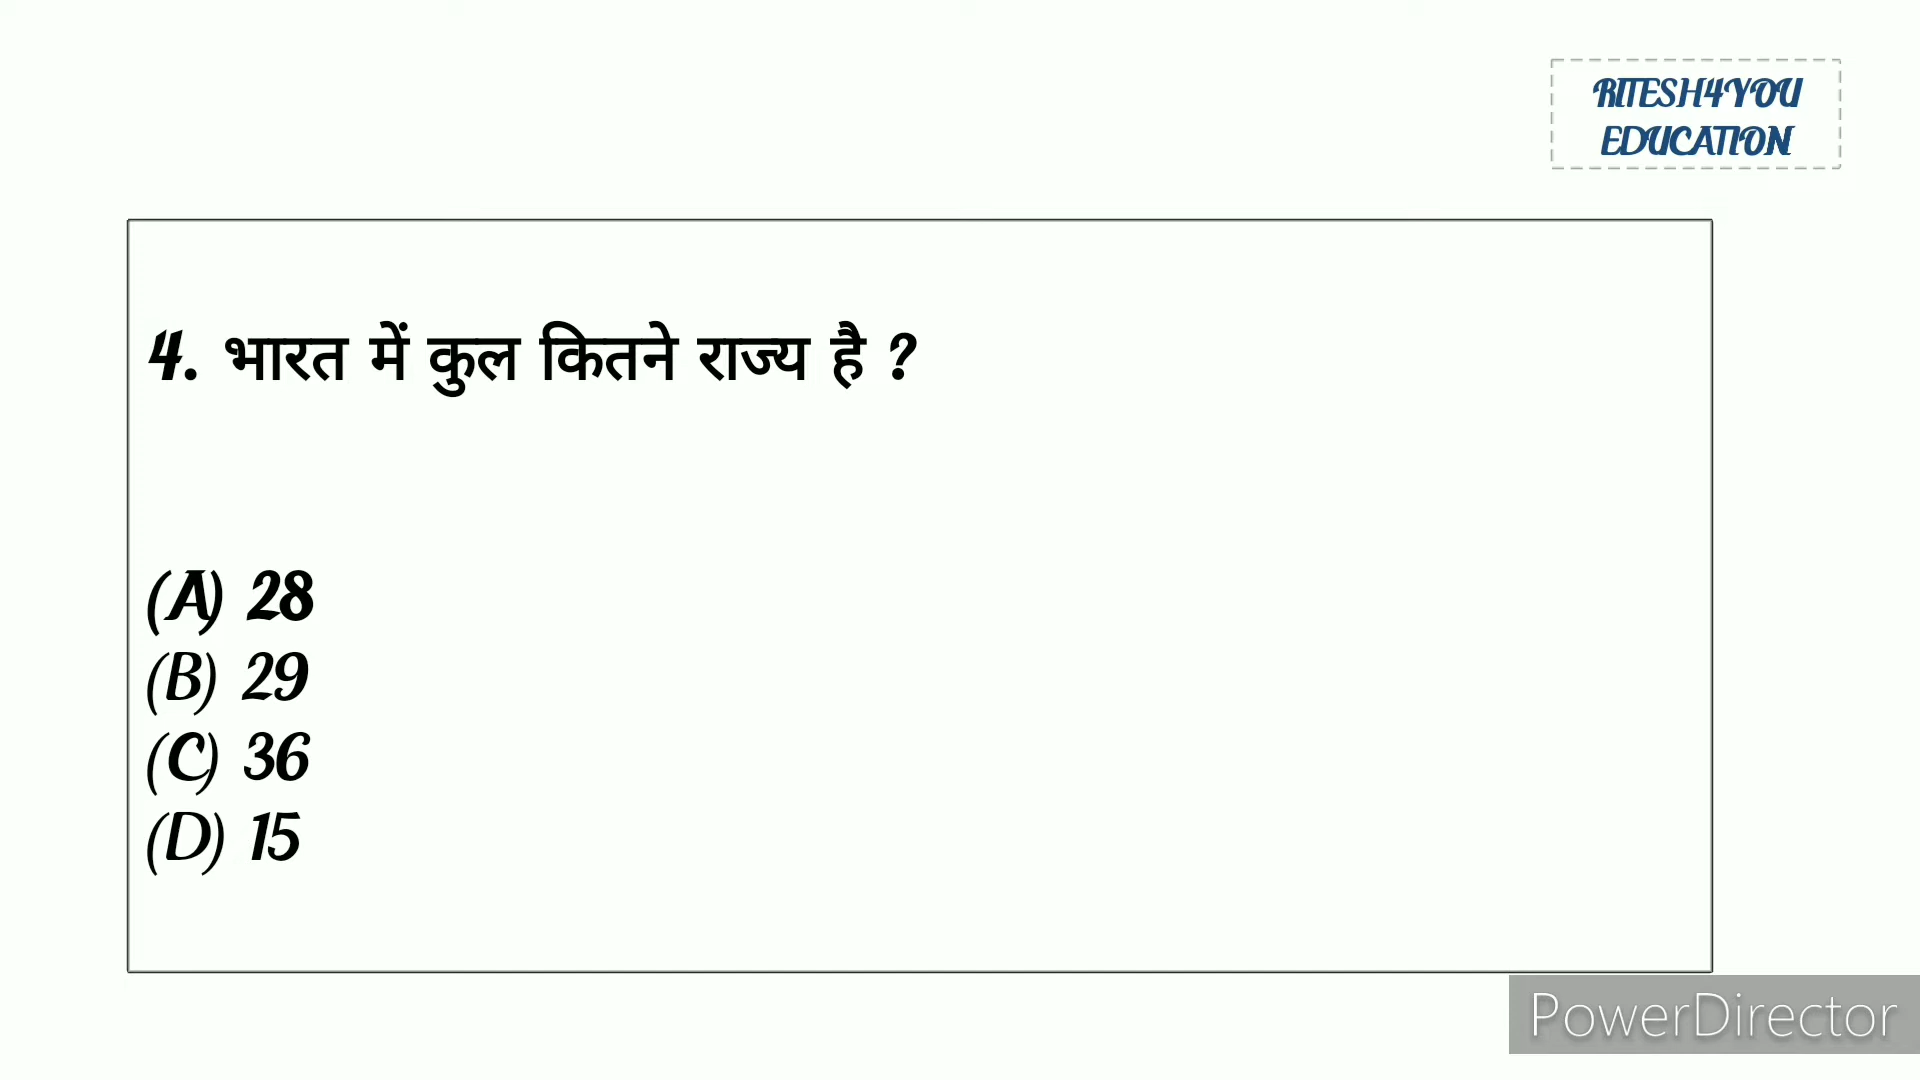 RITESH4YOU
EDUCATION
4. भारत में कुल कितने राज्य है ?
(A) 28
(B) 29
(C) 36
(D) 15
PowerDirector